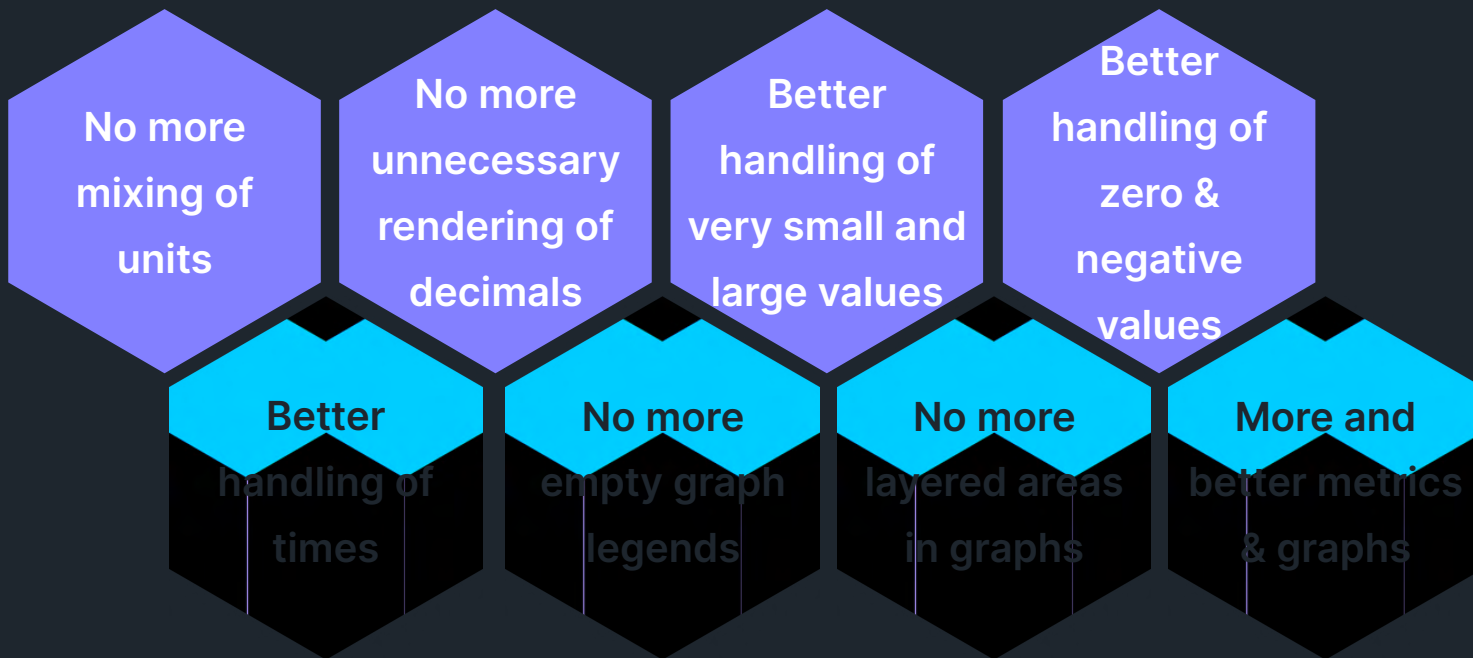 No more
mixing of
units
No more
unnecessary
rendering of
decimals
Better
handling of
very small and
large values
Better
handling of
zero &
negative
values
Better
handling of
times
No more
empty graph
legends
No more
layered areas
in graphs
More and
better metrics
& graphs